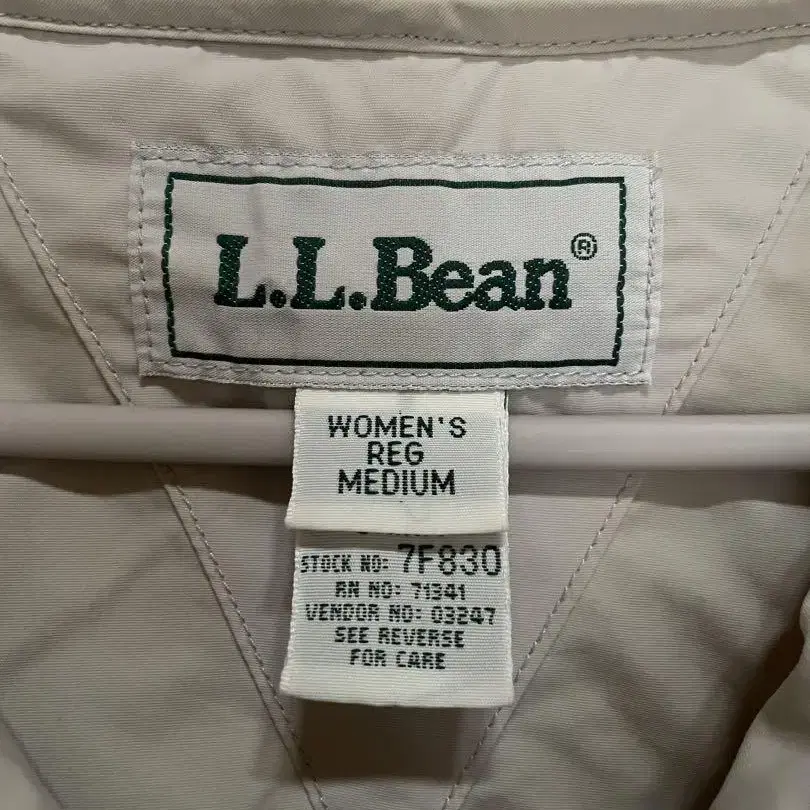 L.L.Bean®
WOMEN'S
REG
MEDIUM
STOCK NO: 7F830
RN NO: 71341
VENDOR NO: 03247
SEE REVERSE
FOR CARE